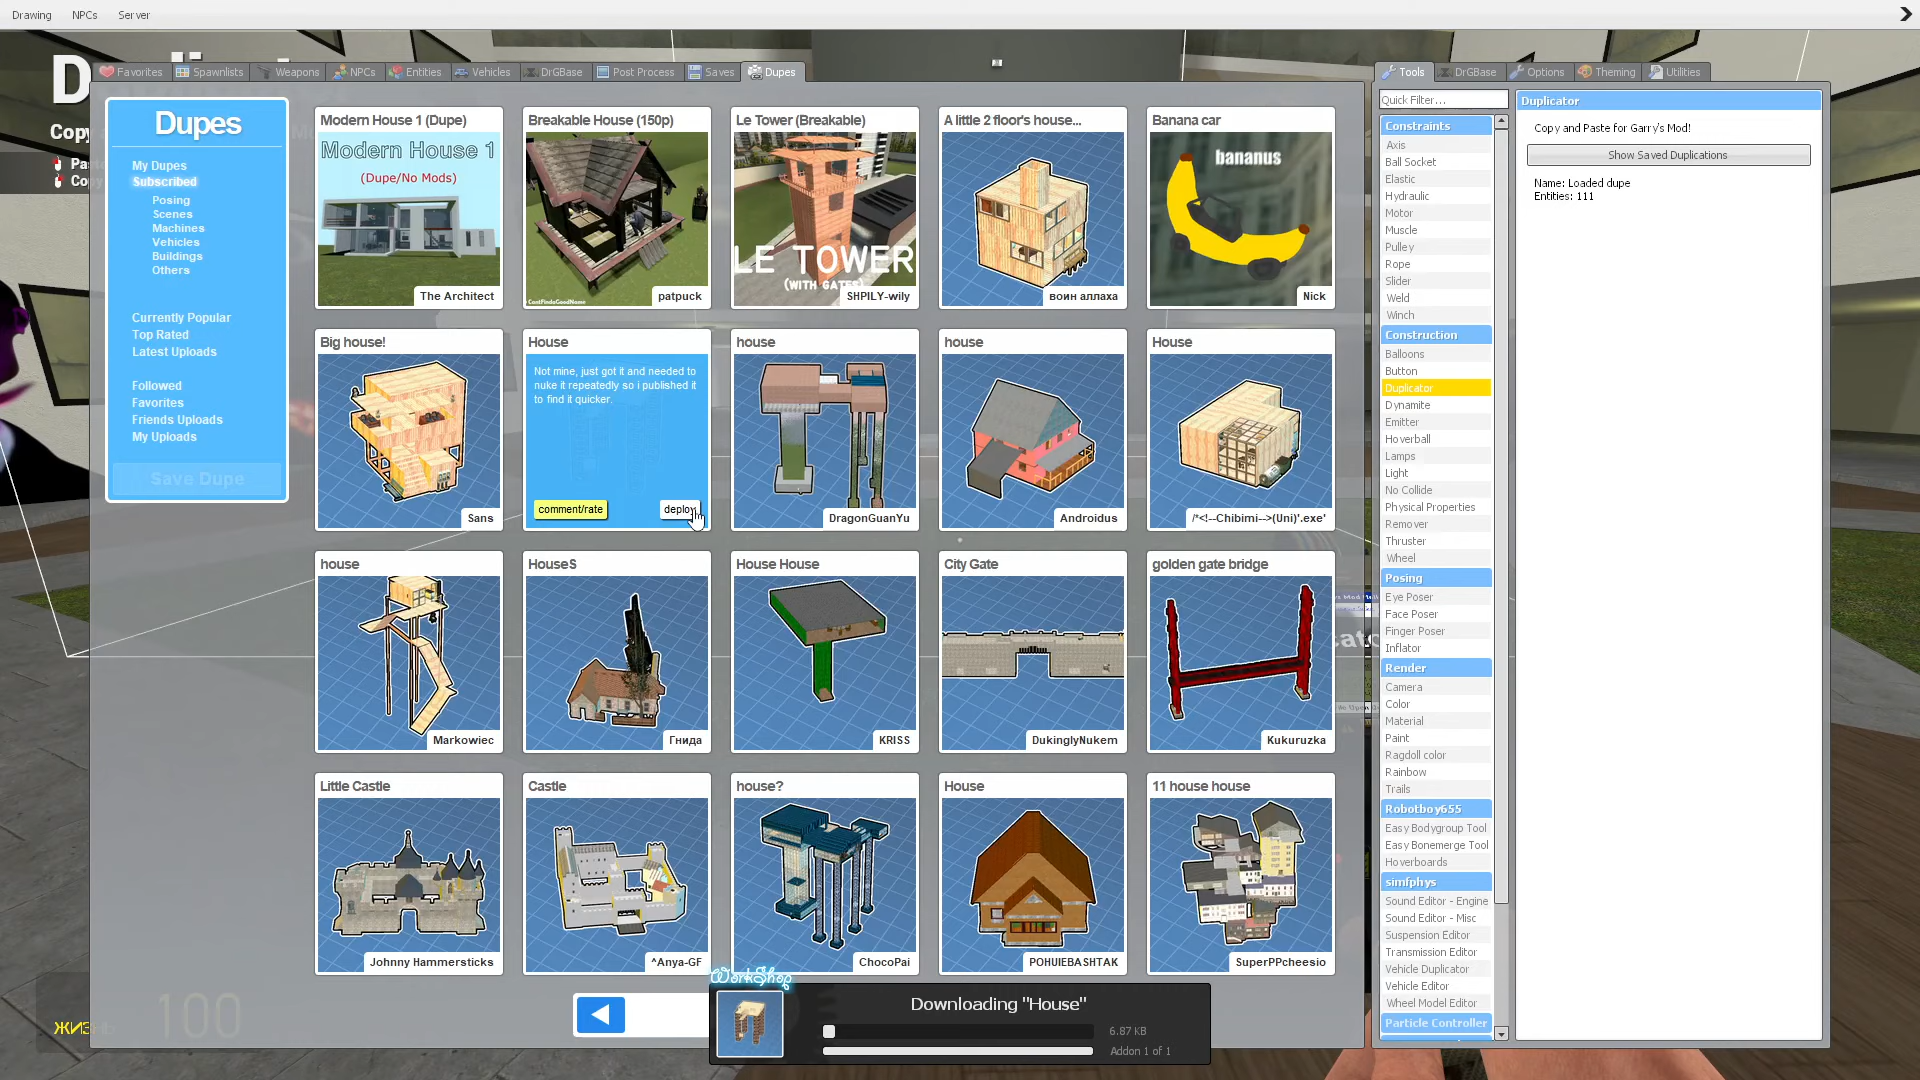 Drawing NPCs Server
Favorites Spawnlists Weapons NPCs Entities Vehicles DrGBase Post Process Saves Dupes
Tools DrGBase Options Theming Utilities
Dupes
My Dupes
Subscribed
Posing
Scenes
Machines
Vehicles
Buildings
Others
Currently Popular
Top Rated
Latest Uploads
Followed
Favorites
Friends Uploads
My Uploads
Save Dupe
Modern House 1 (Dupe)
Modern House 1
(Dupe/No Mods)
The Architect
Breakable House (150p)
patpuck
Le Tower (Breakable)
LE TOWER
(WITH GATES)
SHPILY-wily
A little 2 floor's house...
воин аллаха
Banana car
bananus
Nick
Big house!
Sans
House
Not mine, just got it and needed to
nuke it repeatedly so i published it
to find it quicker.
comment/rate
deploy
house
DragonGuanYu
house
Androidus
House
/*<!--Chibimi-->(Uni)'.exe'
house
Markowiec
HouseS
Гнида
House House
KRISS
City Gate
DukinglyNukem
golden gate bridge
Kukuruzka
Little Castle
Johnny Hammersticks
Castle
^Anya-GF
house?
ChocoPai
House
POHUIEBASHTAK
11 house house
SuperPPcheesio
WorkShop
Downloading "House"
6.87 KB
Addon 1 of 1
100
Quick Filter...
Constraints
Axis
Ball Socket
Elastic
Hydraulic
Motor
Muscle
Pulley
Rope
Slider
Weld
Winch
Construction
Balloons
Button
Duplicator
Dynamite
Emitter
Hoverball
Lamps
Light
No Collide
Physical Properties
Remover
Thruster
Wheel
Posing
Eye Poser
Face Poser
Finger Poser
Inflator
Render
Camera
Color
Material
Paint
Ragdoll color
Rainbow
Trails
Robotboy655
Easy Bodygroup Tool
Easy Bonemerge Tool
Hoverboards
simfphys
Sound Editor - Engine
Sound Editor - Misc
Suspension Editor
Transmission Editor
Vehicle Duplicator
Vehicle Editor
Wheel Model Editor
Particle Controller
Duplicator
Copy and Paste for Garry's Mod!
Show Saved Duplications
Name: Loaded dupe
Entities: 111